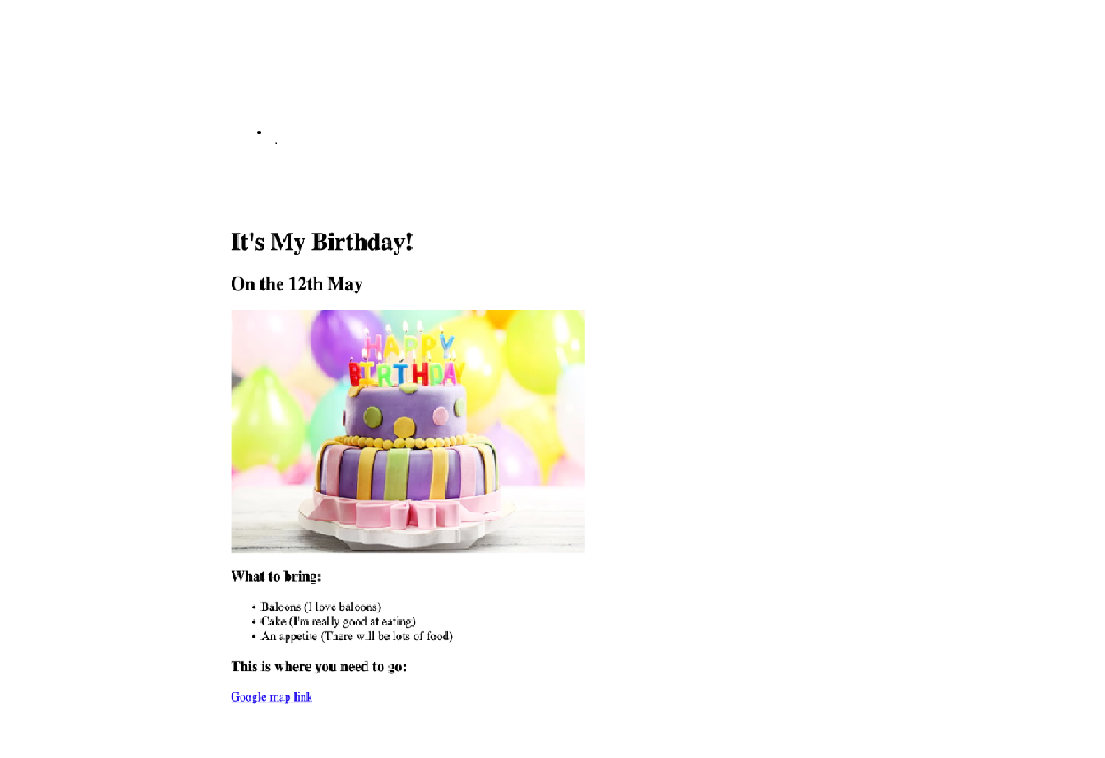 It's My Birthday!
On the 12th May
HAPPY
BIRTHDAY
What to bring:
• Baloons (I love baloons)
• Cake (I'm really good at eating)
• An appetite (There will be lots of food)
This is where you need to go:
Google map link